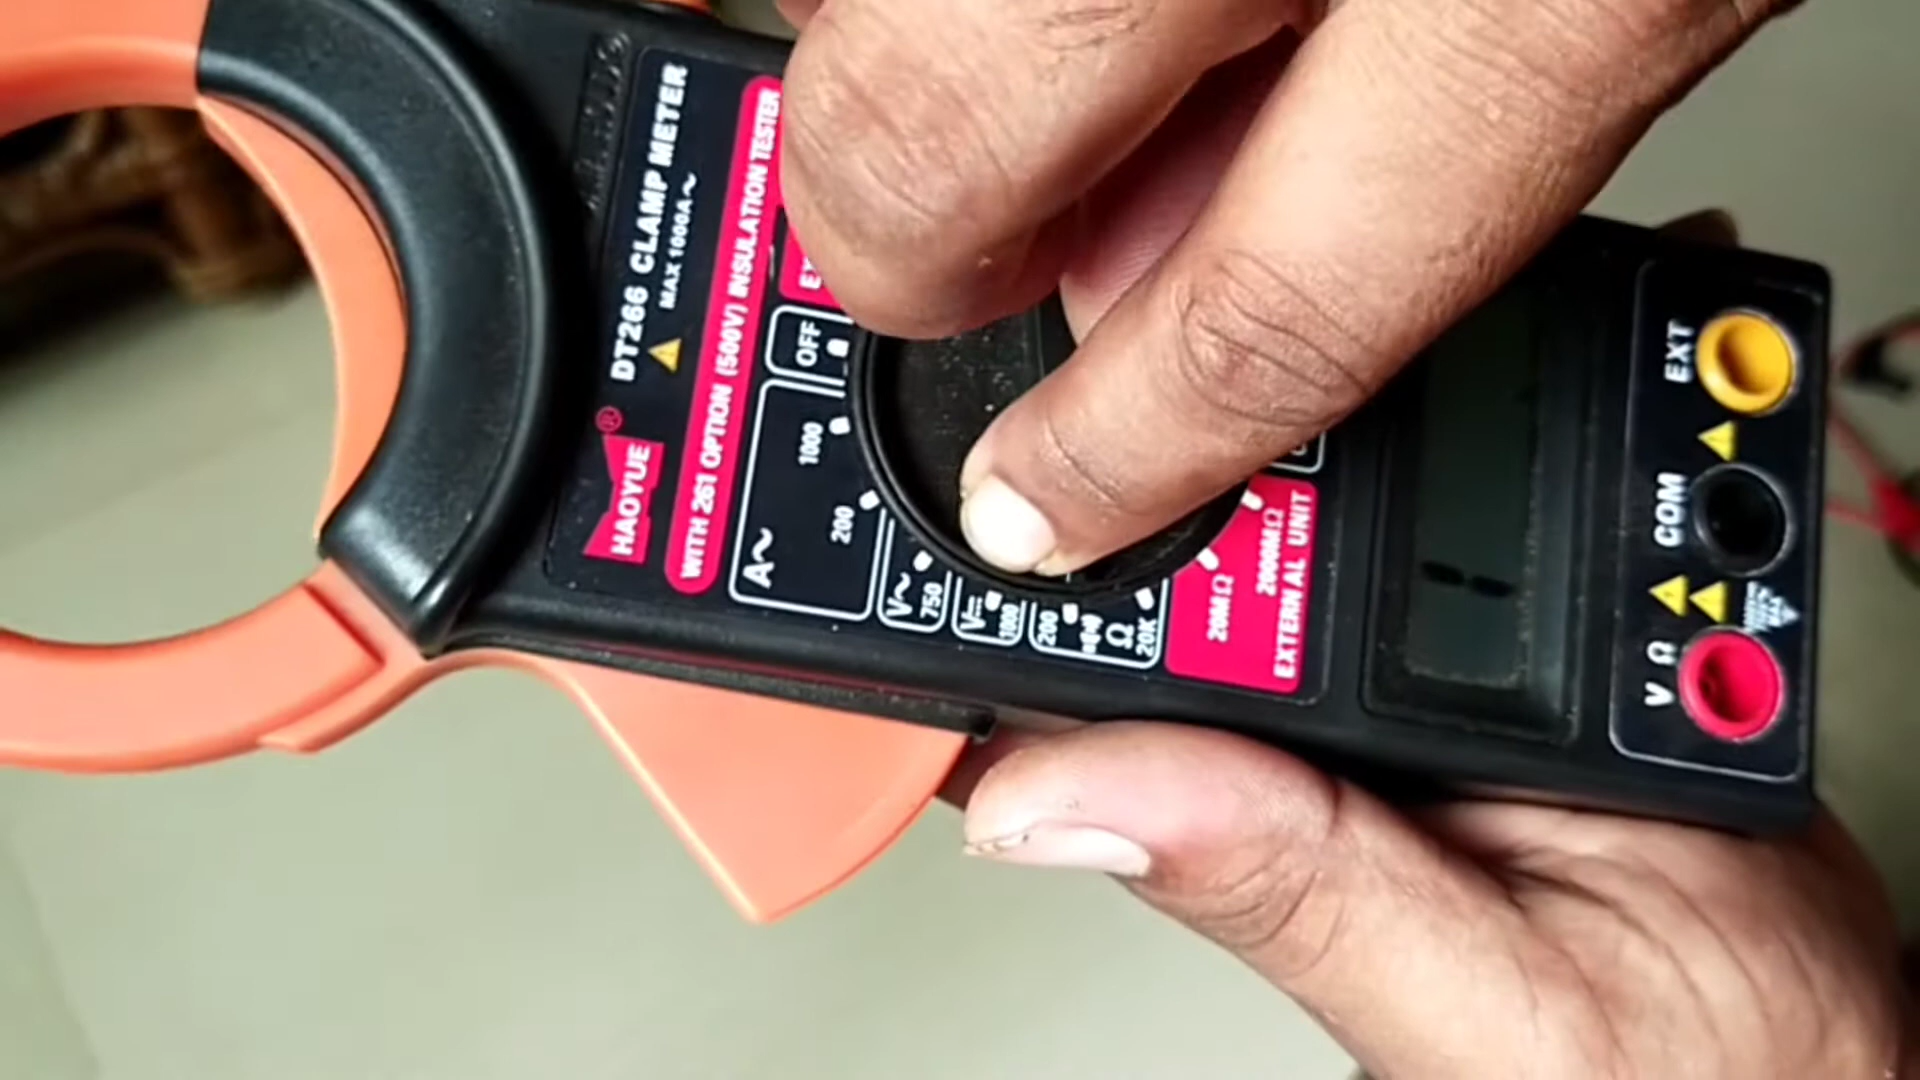 DT266 CLAMP METER
MAX 1000A~
HAOYUE®
WITH 261 OPTION (500V) INSULATION TESTER
OFF
A~
1000
200
V~
750
V⎓
1000
200
Ω
20K
20MΩ
2000MΩ
EXTERNAL UNIT
EXT
COM
V Ω